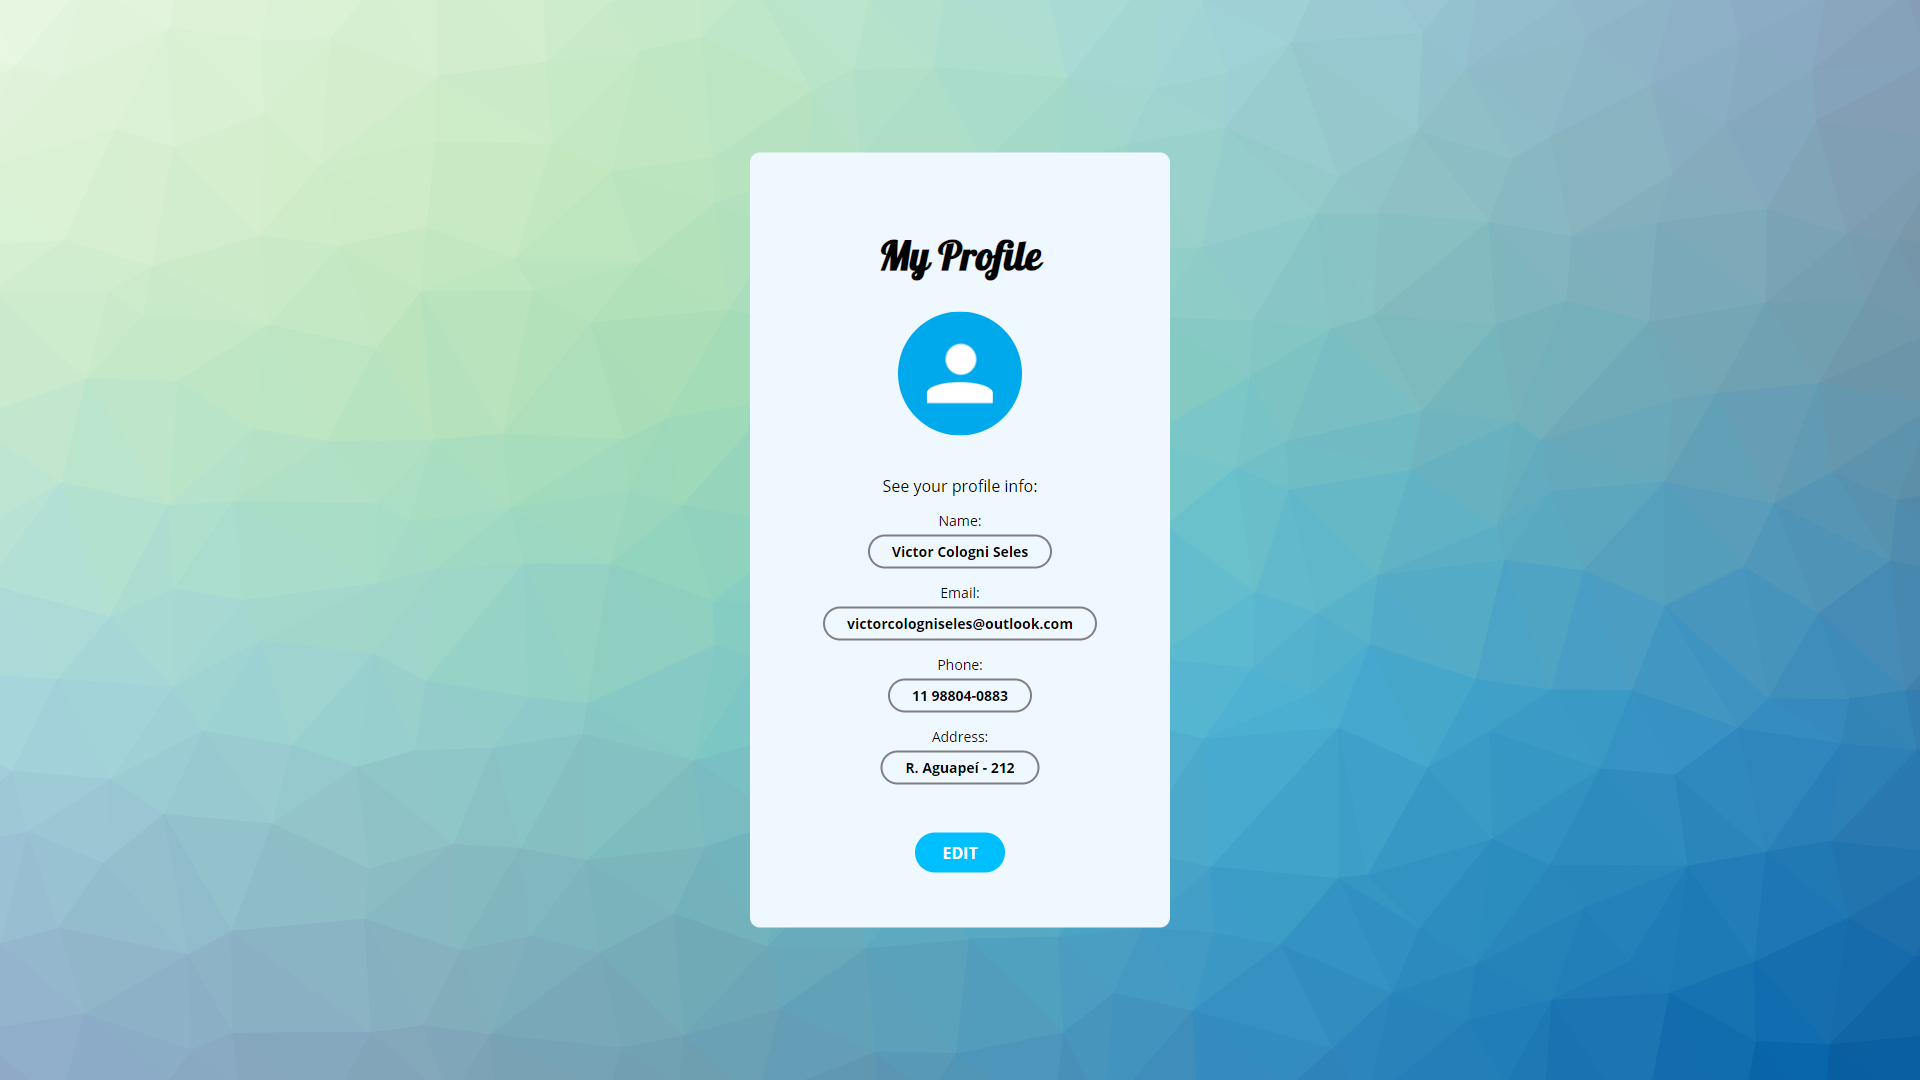 My Profile
See your profile info:
Name:
Victor Cologni Seles
Email:
victorcologniseles@outlook.com
Phone:
11 98804-0883
Address:
R. Aguapeí - 212
EDIT